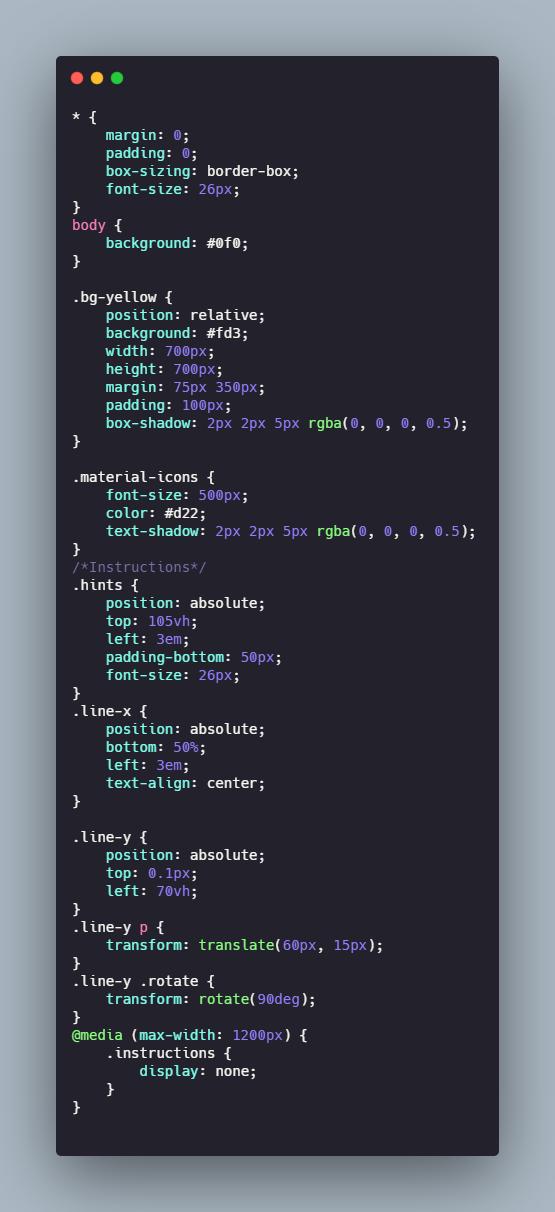 * {
    margin: 0;
    padding: 0;
    box-sizing: border-box;
    font-size: 26px;
}
body {
    background: #0f0;
}

.bg-yellow {
    position: relative;
    background: #fd3;
    width: 700px;
    height: 700px;
    margin: 75px 350px;
    padding: 100px;
    box-shadow: 2px 2px 5px rgba(0, 0, 0, 0.5);
}

.material-icons {
    font-size: 500px;
    color: #d22;
    text-shadow: 2px 2px 5px rgba(0, 0, 0, 0.5);
}
/*Instructions*/
.hints {
    position: absolute;
    top: 105vh;
    left: 3em;
    padding-bottom: 50px;
    font-size: 26px;
}
.line-x {
    position: absolute;
    bottom: 50%;
    left: 3em;
    text-align: center;
}

.line-y {
    position: absolute;
    top: 0.1px;
    left: 70vh;
}
.line-y p {
    transform: translate(60px, 15px);
}
.line-y .rotate {
    transform: rotate(90deg);
}
@media (max-width: 1200px) {
    .instructions {
        display: none;
    }
}